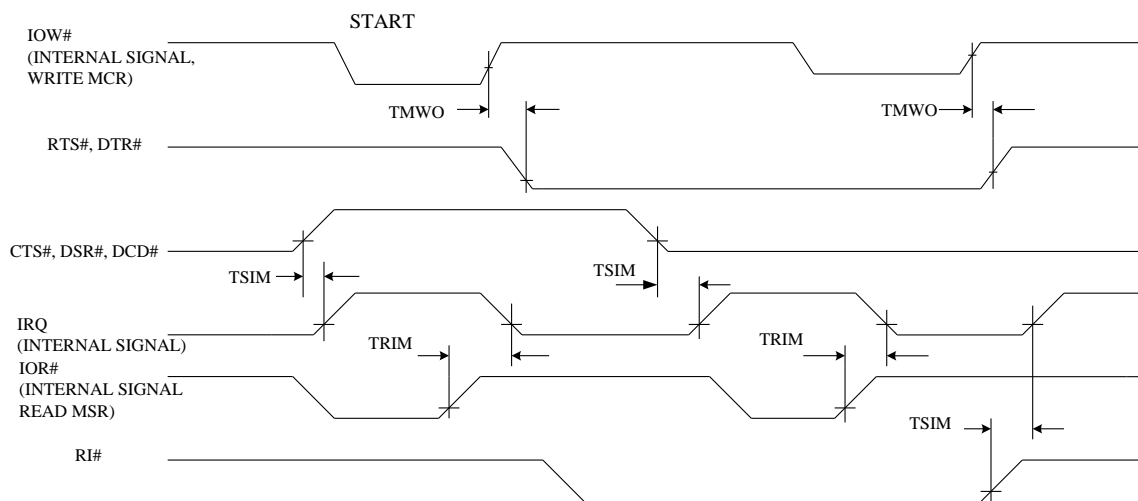 START
IOW#
(INTERNAL SIGNAL,
WRITE MCR)
TMWO
TMWO
RTS#, DTR#
CTS#, DSR#, DCD#
TSIM
TSIM
IRQ
(INTERNAL SIGNAL)
TRIM
TRIM
IOR#
(INTERNAL SIGNAL
READ MSR)
TSIM
RI#